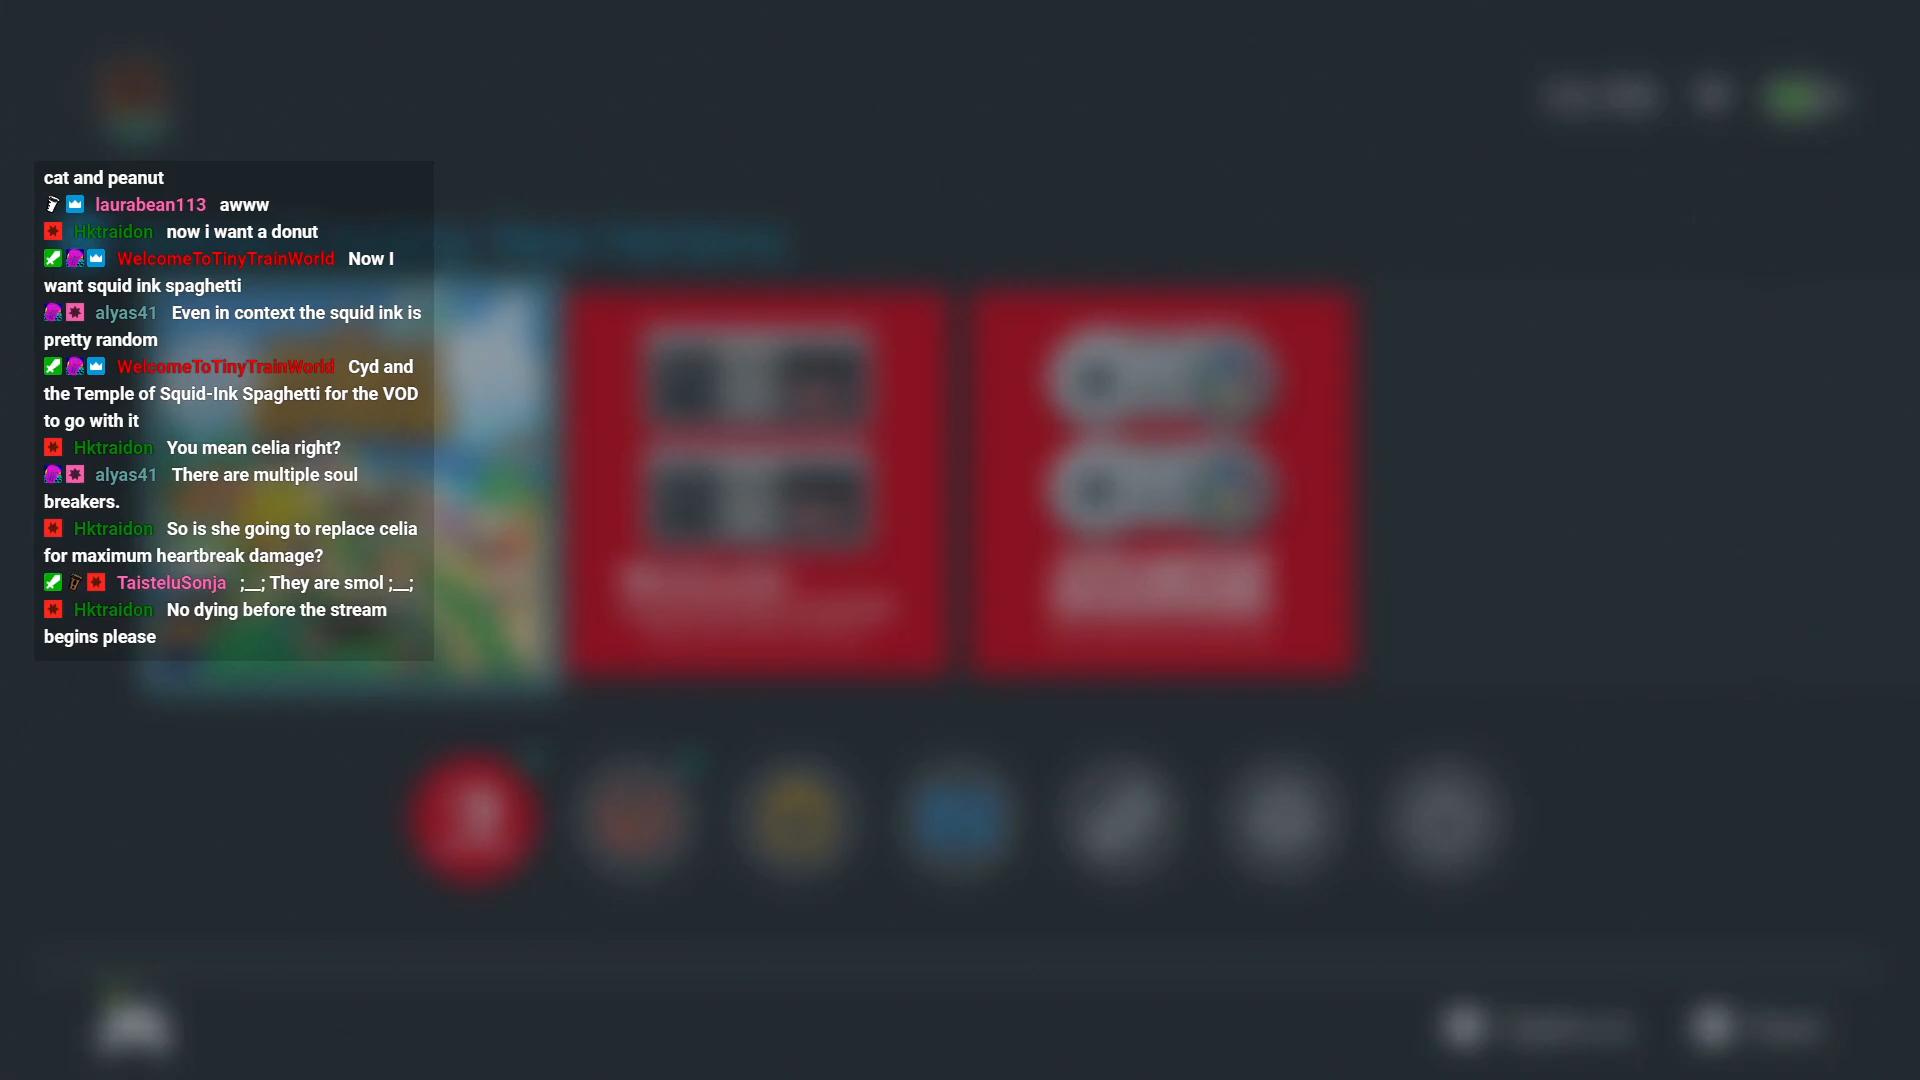 cat and peanut
laurabean113 awww
Hktraidon now i want a donut
WelcomeToTinyTrainWorld Now I
want squid ink spaghetti
alyas41 Even in context the squid ink is
pretty random
WelcomeToTinyTrainWorld Cyd and
the Temple of Squid-Ink Spaghetti for the VOD
to go with it
Hktraidon You mean celia right?
alyas41 There are multiple soul
breakers.
Hktraidon So is she going to replace celia
for maximum heartbreak damage?
TaisteluSonja ;__; They are smol ;__;
Hktraidon No dying before the stream
begins please